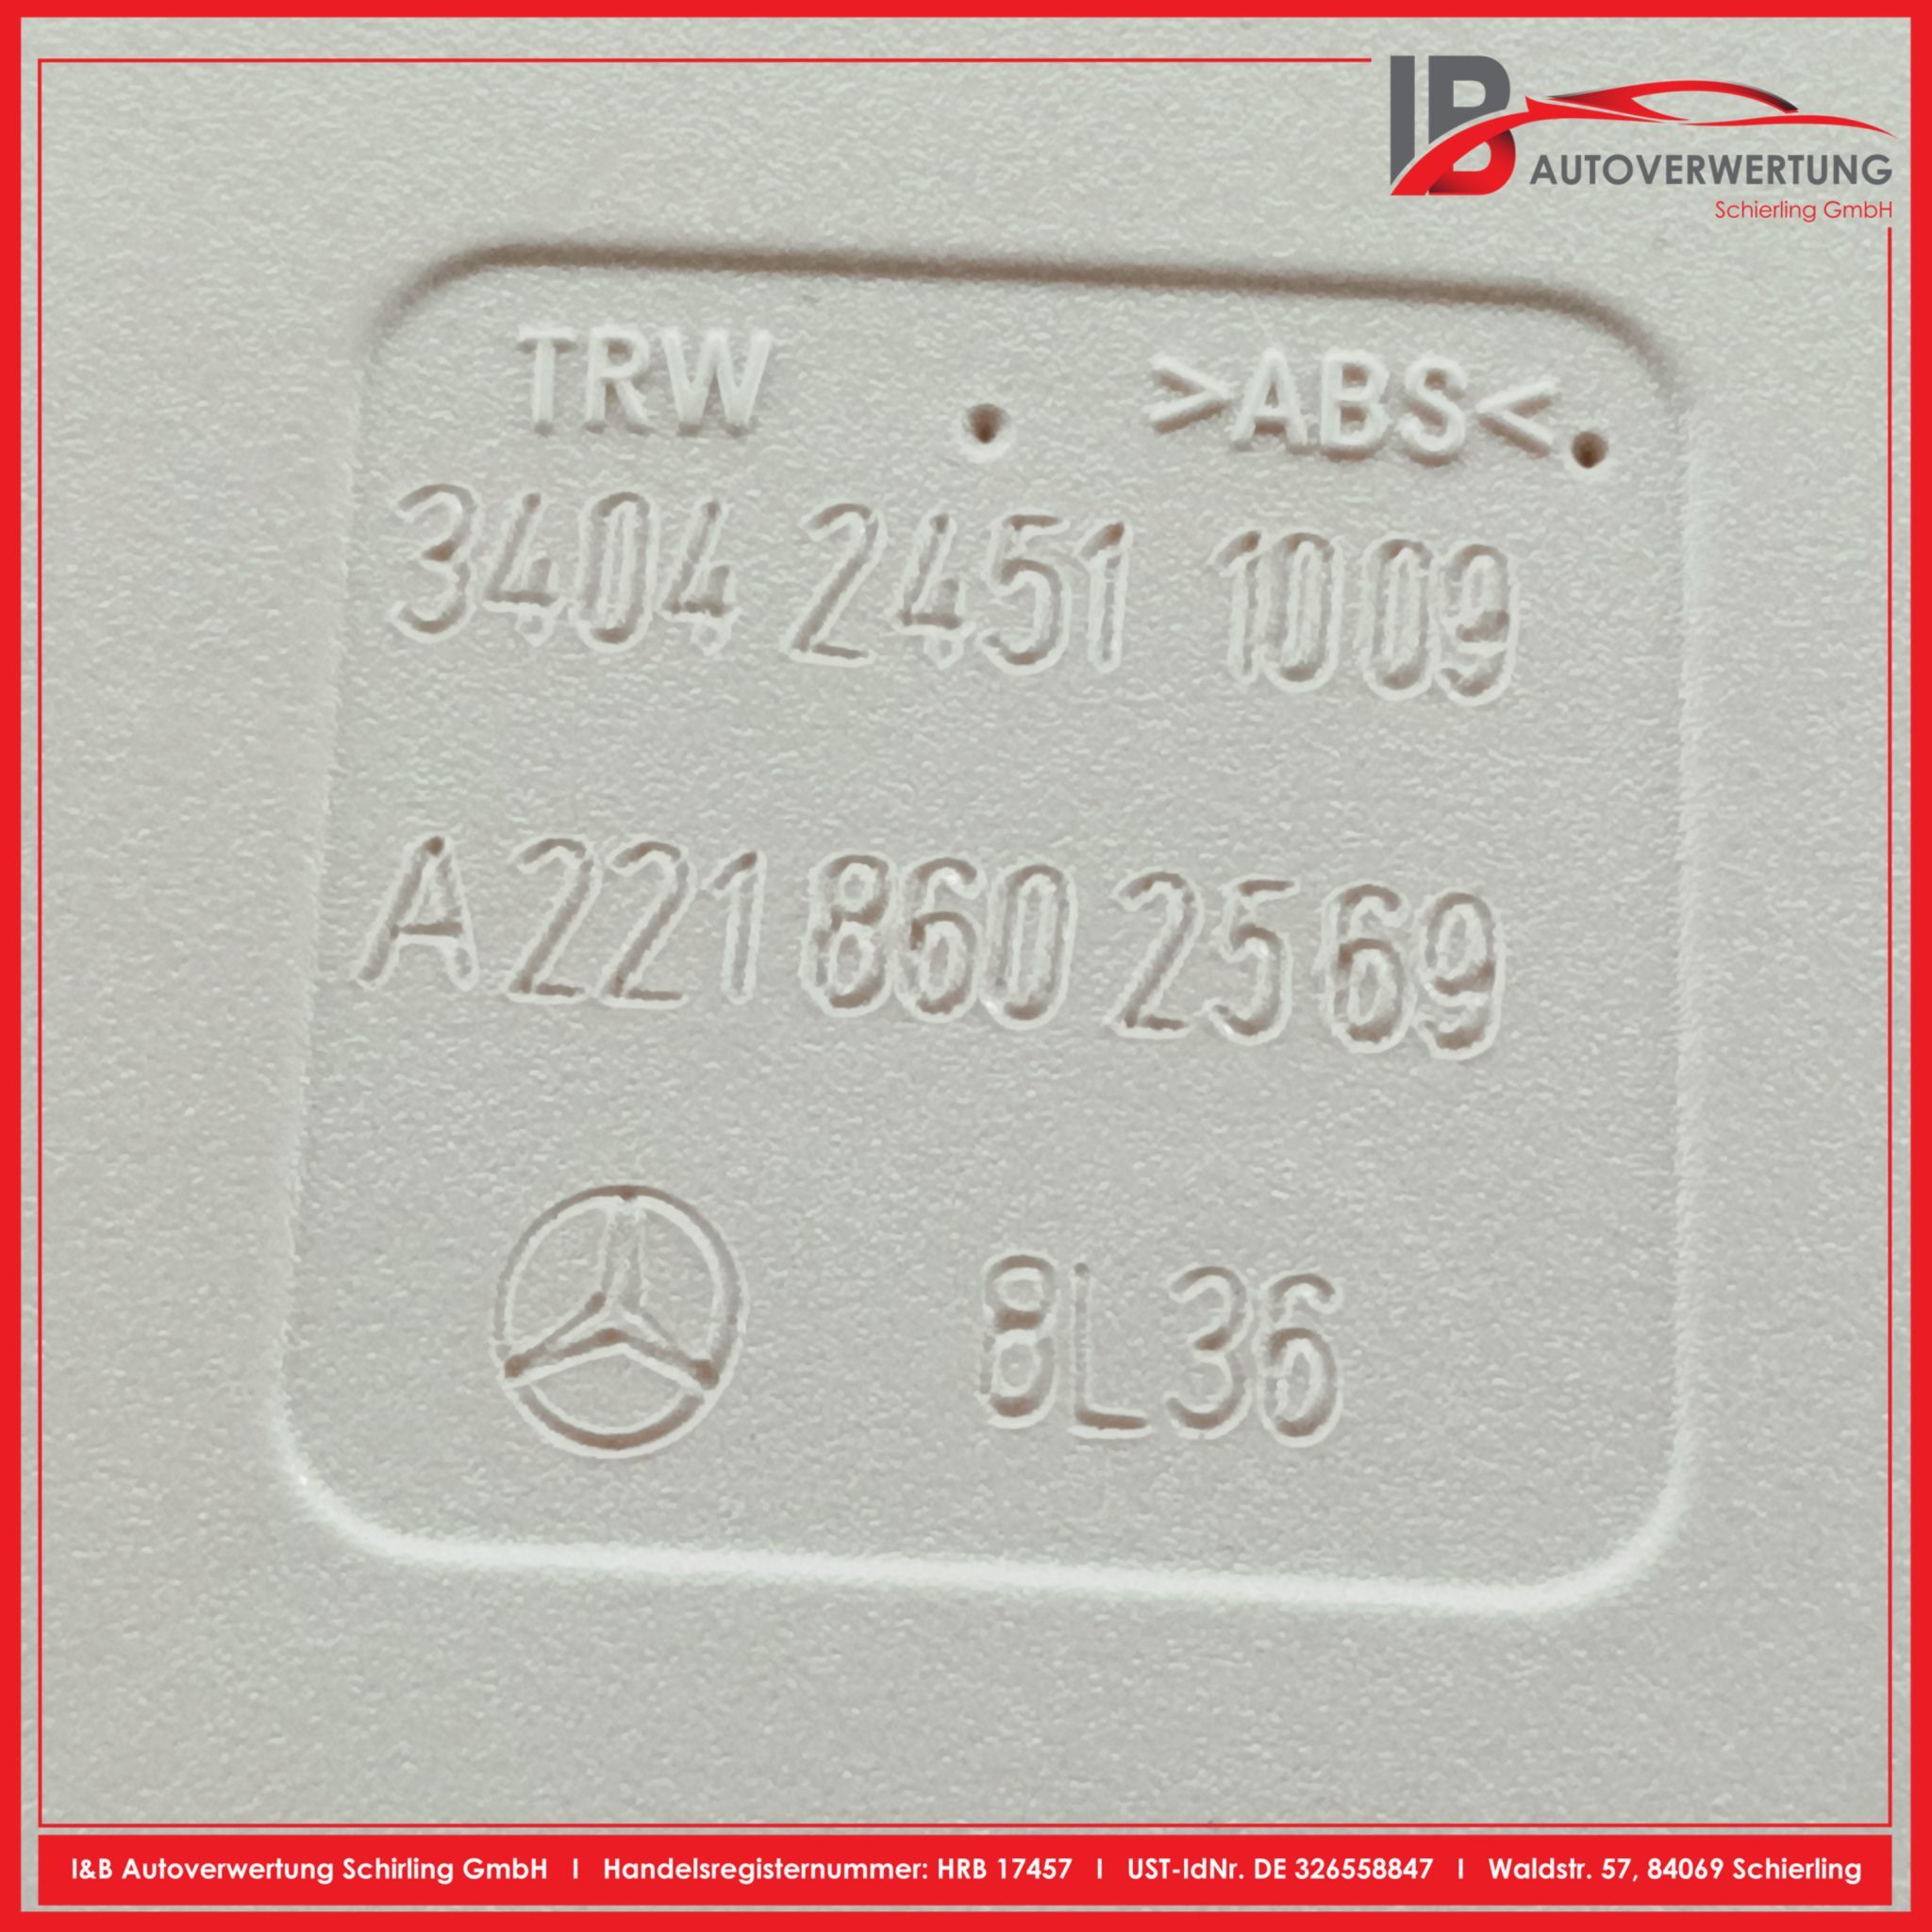 IB AUTOVERWERTUNG
Schierling GmbH
TRW . >ABS<.
3404 2451 1009
A 221 860 25 69
8L36
I&B Autoverwertung Schirling GmbH I Handelsregisternummer: HRB 17457 I UST-IdNr. DE 326558847 I Waldstr. 57, 84069 Schierling